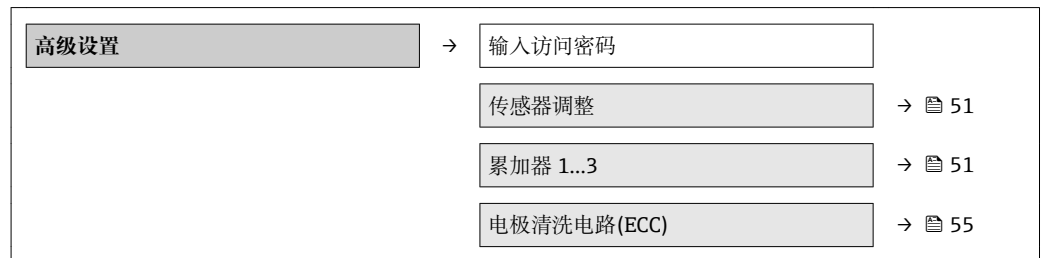 高级设置 → 输入访问密码
传感器调整 → 51
累加器 1...3 → 51
电极清洗电路(ECC) → 55